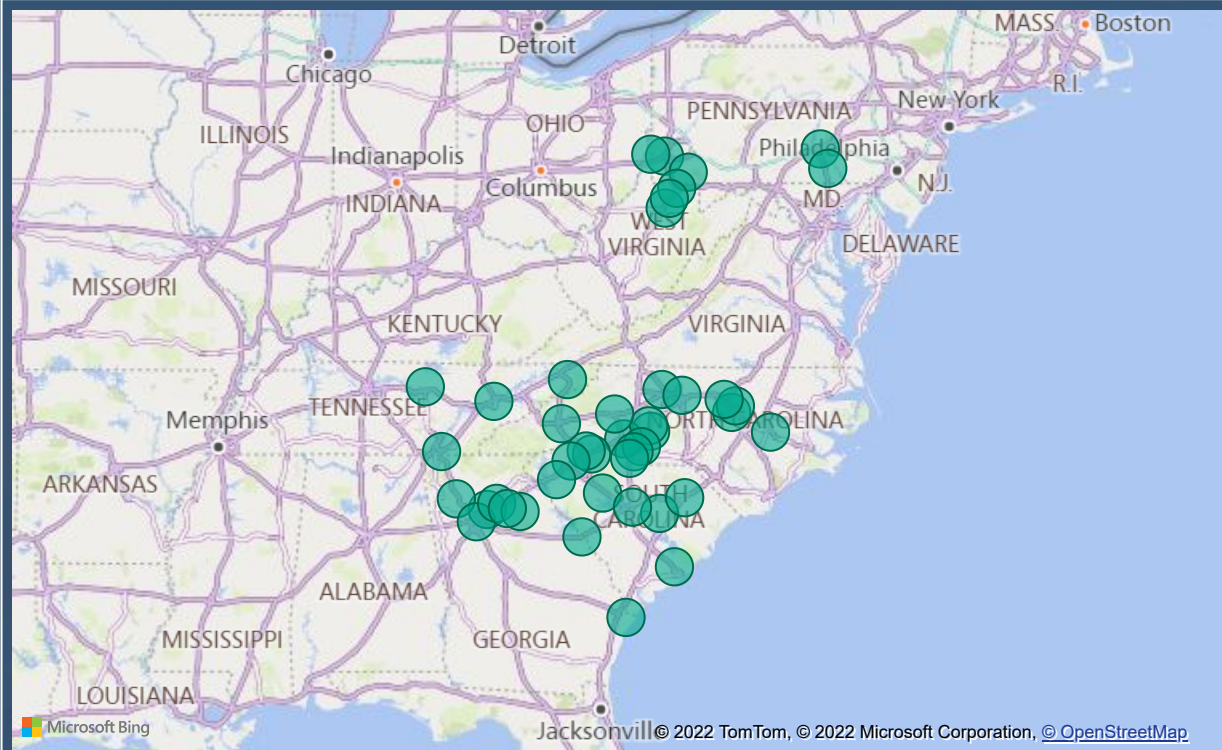 MASS.
Boston
Detroit
Chicago
R.I.
New York
PENNSYLVANIA
OHIO
ILLINOIS
Indianapolis
Philadelphia
Columbus
N.J.
INDIANA
MD.
WEST
VIRGINIA
DELAWARE
MISSOURI
KENTUCKY
VIRGINIA
TENNESSEE
Memphis
NORTH CAROLINA
ARKANSAS
SOUTH
CAROLINA
ALABAMA
MISSISSIPPI
GEORGIA
LOUISIANA
Microsoft Bing
Jacksonville
© 2022 TomTom, © 2022 Microsoft Corporation, © OpenStreetMap